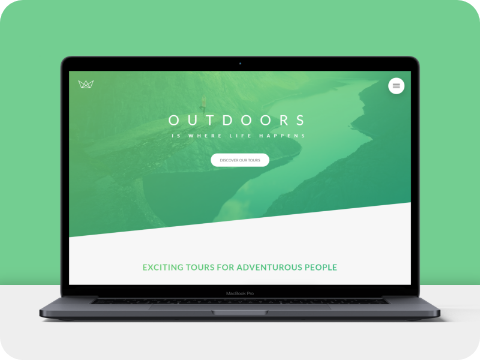 OUTDOORS
IS WHERE LIFE HAPPENS
DISCOVER OUR TOURS
EXCITING TOURS FOR ADVENTUROUS PEOPLE
MacBook Pro